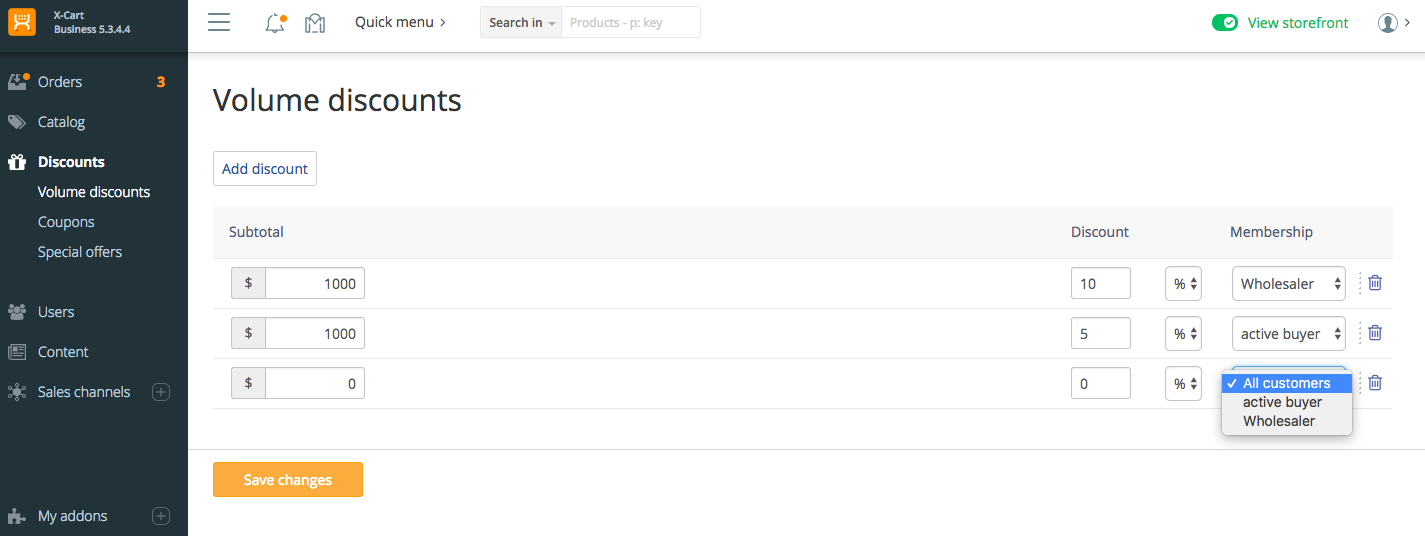 X-Cart
Business 5.3.4.4
Quick menu
Search in
Products - p: key
View storefront
Orders 3
Catalog
Discounts
Volume discounts
Coupons
Special offers
Users
Content
Sales channels
My addons
Volume discounts
Add discount
Subtotal Discount Membership
$ 1000 10 % Wholesaler
$ 1000 5 % active buyer
$ 0 0 % ✓ All customers
active buyer
Wholesaler
Save changes